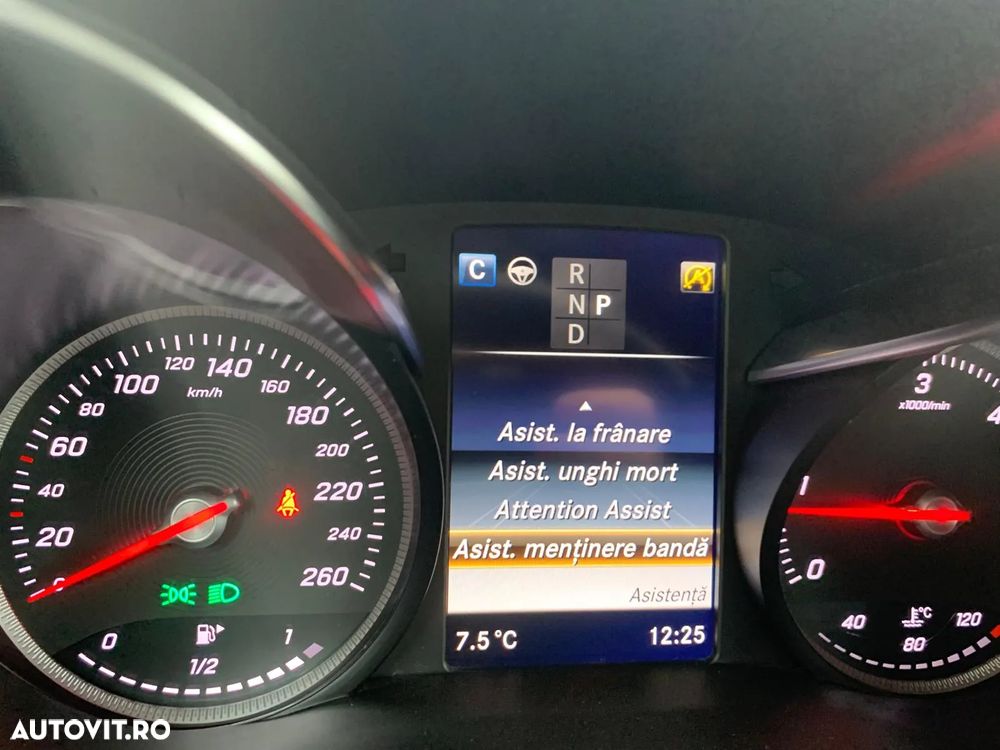 0
20
40
60
80
100
120
140
160
180
200
220
240
260
km/h
0
1/2
1
C
R
N P
D
Asist. la frânare
Asist. unghi mort
Attention Assist
Asist. menținere bandă
Asistență
7.5 °C
12:25
0
1
3
4
x1000/min
°C
40
80
120
AUTOVIT.RO